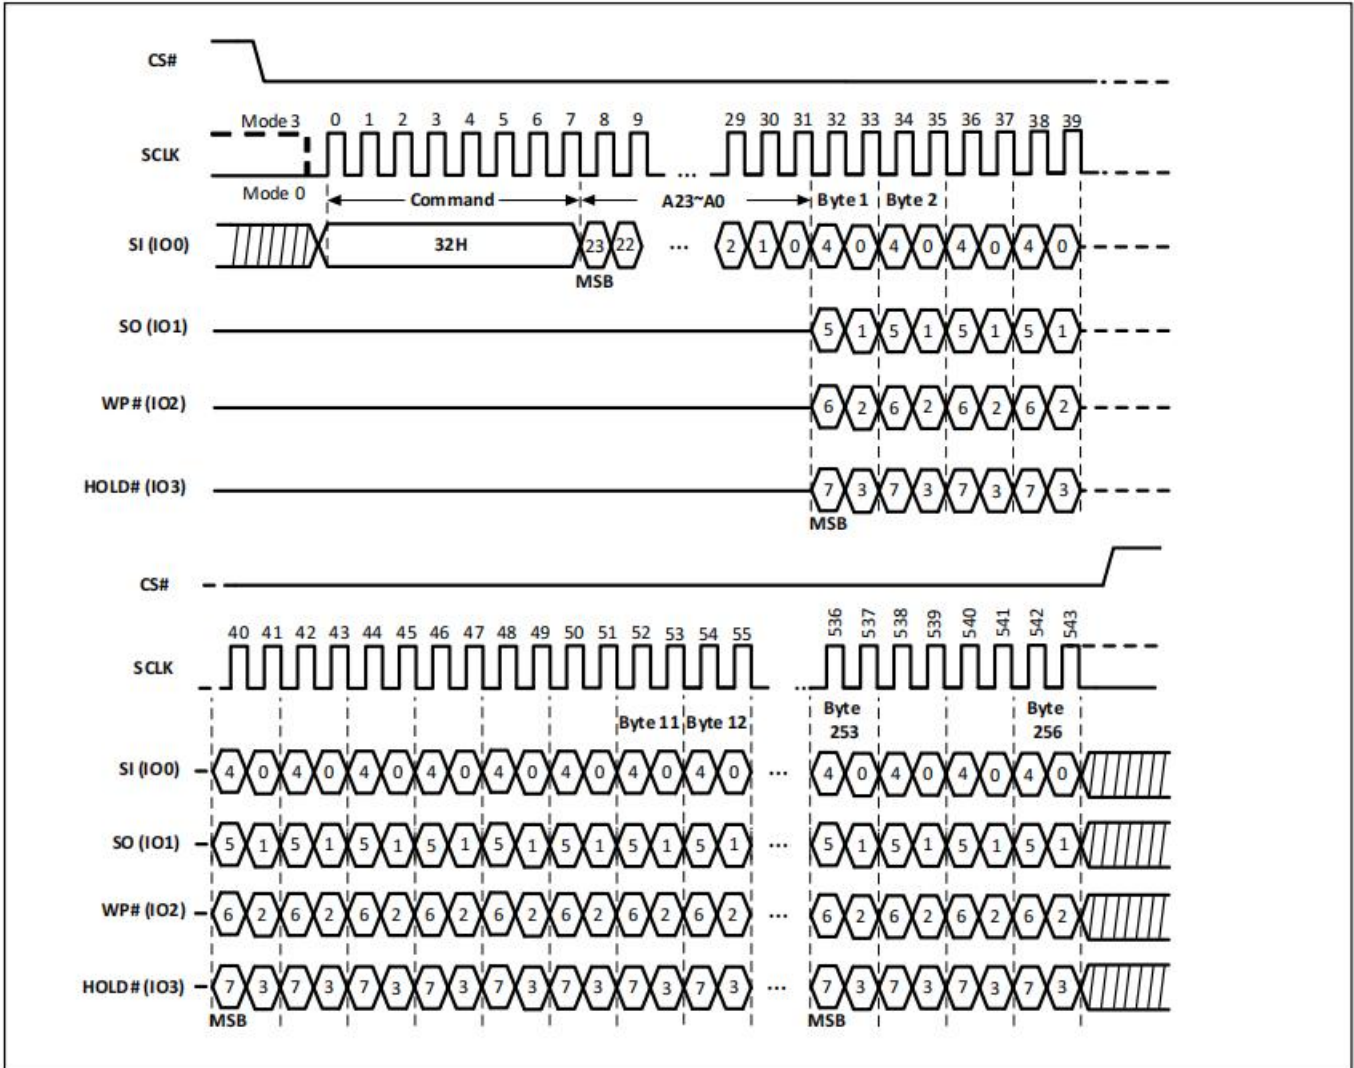 CS#
Mode 3 0 1 2 3 4 5 6 7 8 9 29 30 31 32 33 34 35 36 37 38 39
SCLK ...
Mode 0 Command A23~A0 Byte 1 Byte 2
SI (IO0) 32H 23 22 ... 2 1 0 4 0 4 0 4 0 4 0
MSB
SO (IO1) 5 1 5 1 5 1 5 1
WP# (IO2) 6 2 6 2 6 2 6 2
HOLD# (IO3) 7 3 7 3 7 3 7 3
MSB
CS#
40 41 42 43 44 45 46 47 48 49 50 51 52 53 54 55 536 537 538 539 540 541 542 543
SCLK ..
Byte 11 Byte 12 Byte 253 Byte 256
SI (IO0) 4 0 4 0 4 0 4 0 4 0 4 0 4 0 4 0 ... 4 0 4 0 4 0 4 0
SO (IO1) 5 1 5 1 5 1 5 1 5 1 5 1 5 1 5 1 ... 5 1 5 1 5 1 5 1
WP# (IO2) 6 2 6 2 6 2 6 2 6 2 6 2 6 2 6 2 ... 6 2 6 2 6 2 6 2
HOLD# (IO3) 7 3 7 3 7 3 7 3 7 3 7 3 7 3 7 3 ... 7 3 7 3 7 3 7 3
MSB MSB